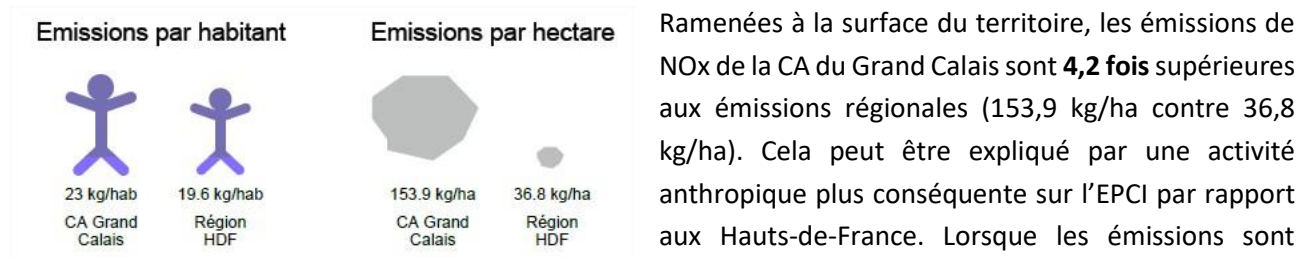 Emissions par habitant
Emissions par hectare
23 kg/hab
19.6 kg/hab
CA Grand
Calais
Région
HDF
153.9 kg/ha
36.8 kg/ha
CA Grand
Calais
Région
HDF
Ramenées à la surface du territoire, les émissions de
NOx de la CA du Grand Calais sont 4,2 fois supérieures
aux émissions régionales (153,9 kg/ha contre 36,8
kg/ha). Cela peut être expliqué par une activité
anthropique plus conséquente sur l’EPCI par rapport
aux Hauts-de-France. Lorsque les émissions sont